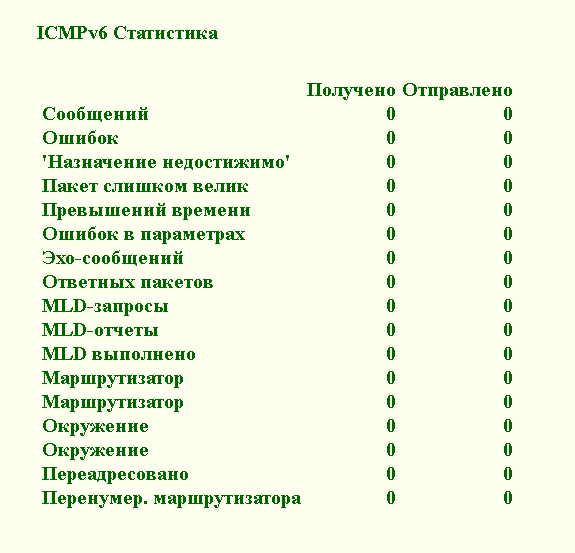 ICMPv6 Статистика
Получено Отправлено
Сообщений 0 0
Ошибок 0 0
'Назначение недостижимо' 0 0
Пакет слишком велик 0 0
Превышений времени 0 0
Ошибок в параметрах 0 0
Эхо-сообщений 0 0
Ответных пакетов 0 0
MLD-запросы 0 0
MLD-отчеты 0 0
MLD выполнено 0 0
Маршрутизатор 0 0
Маршрутизатор 0 0
Окружение 0 0
Окружение 0 0
Переадресовано 0 0
Перенумер. маршрутизатора 0 0